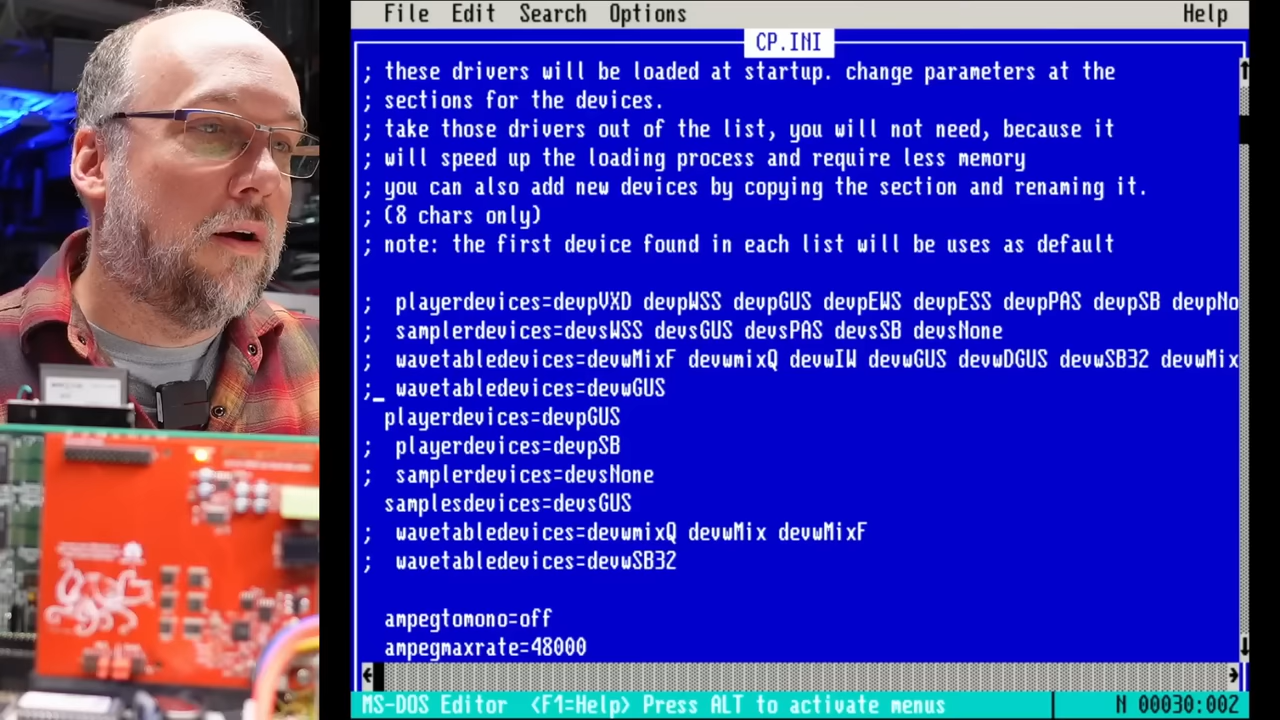 File Edit Search Options Help
CP.INI
; these drivers will be loaded at startup. change parameters at the
; sections for the devices.
; take those drivers out of the list, you will not need, because it
; will speed up the loading process and require less memory
; you can also add new devices by copying the section and renaming it.
; (8 chars only)
; note: the first device found in each list will be uses as default
; playerdevices=devpVXD devpWSS devpGUS devpEWS devpESS devpPAS devpSB devpNo
; samplerdevices=devsWSS devsGUS devsPAS devsSB devsNone
; wavetabledevices=devwMixF devwmixQ devwIW devwGUS devwDGUS devwSB32 devwMix
;_ wavetabledevices=devwGUS
playerdevices=devpGUS
; playerdevices=devpSB
; samplerdevices=devsNone
samplesdevices=devsGUS
; wavetabledevices=devwmixQ devwMix devwMixF
; wavetabledevices=devwSB32
ampegtomono=off
ampegmaxrate=48000
MS-DOS Editor <F1=Help> Press ALT to activate menus N 00030:002